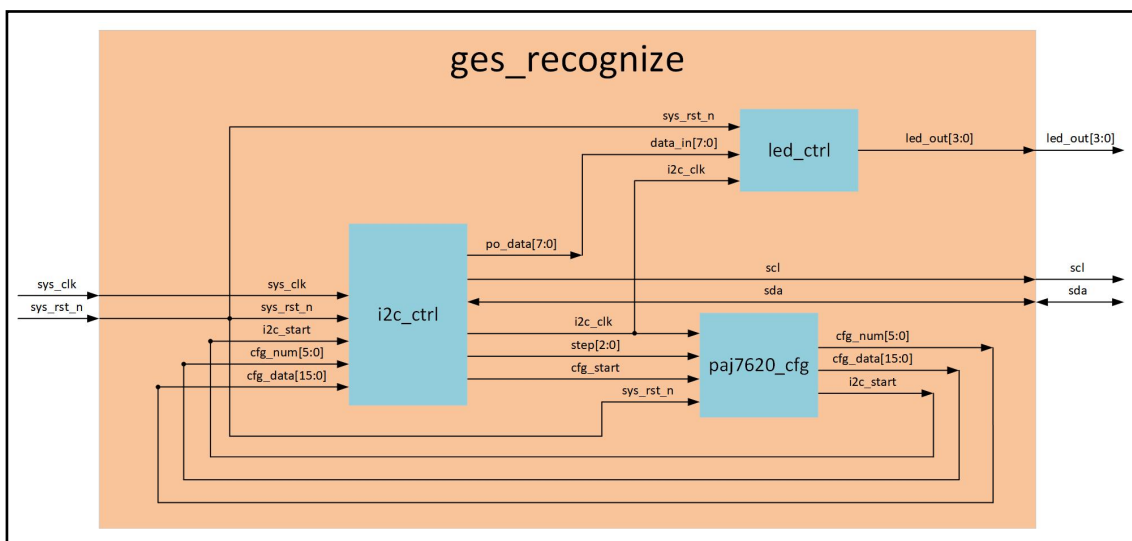 ges_recognize
sys_rst_n
data_in[7:0]
i2c_clk
led_ctrl
led_out[3:0]
led_out[3:0]
po_data[7:0]
sys_clk
sys_rst_n
sys_clk
sys_rst_n
i2c_start
cfg_num[5:0]
cfg_data[15:0]
i2c_ctrl
scl
sda
scl
sda
i2c_clk
step[2:0]
cfg_start
sys_rst_n
paj7620_cfg
cfg_num[5:0]
cfg_data[15:0]
i2c_start